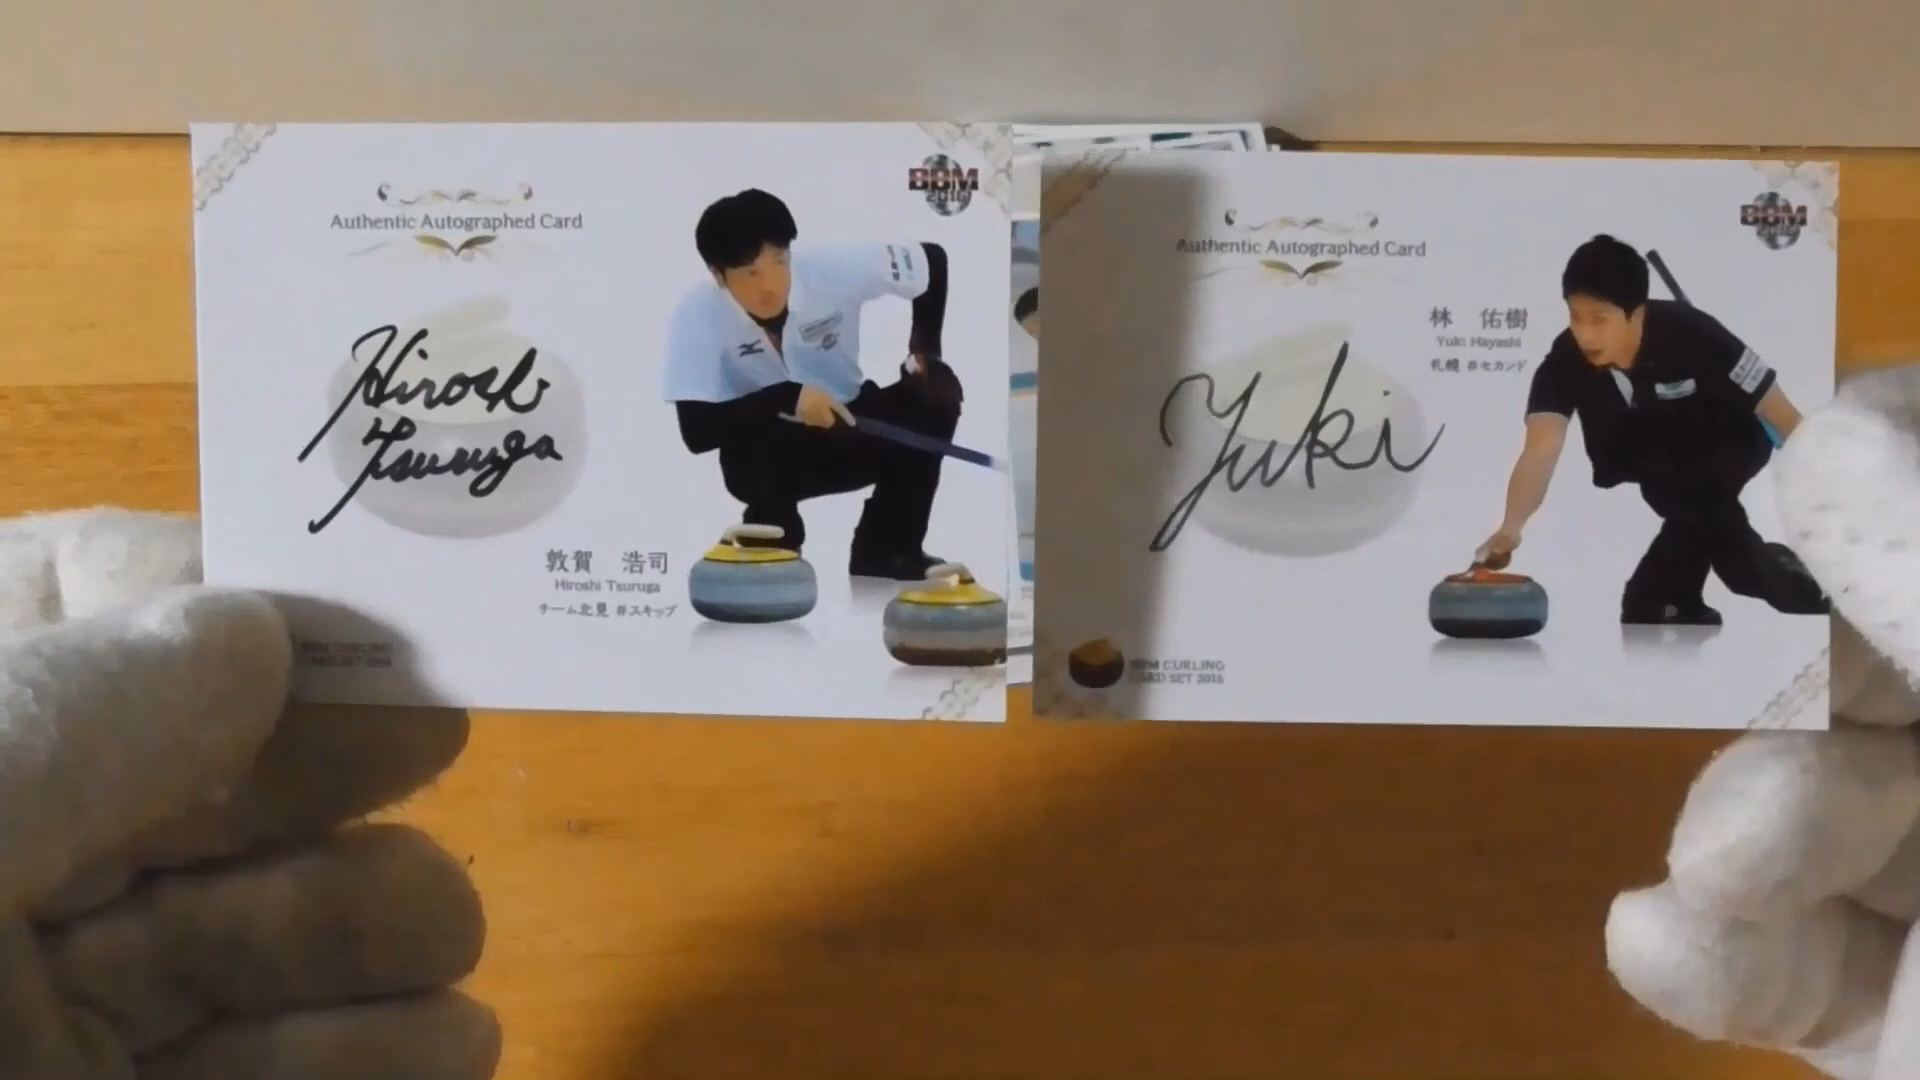 BBM
2016
Authentic Autographed Card
Hiroshi
Tsuruga
敦賀 浩司
Hiroshi Tsuruga
チーム北見 #スキップ
BBM CURLING
CARD SET 2016
BBM
2016
Authentic Autographed Card
林 佑樹
Yuki Hayashi
札幌 #セカンド
Yuki
BBM CURLING
CARD SET 2016